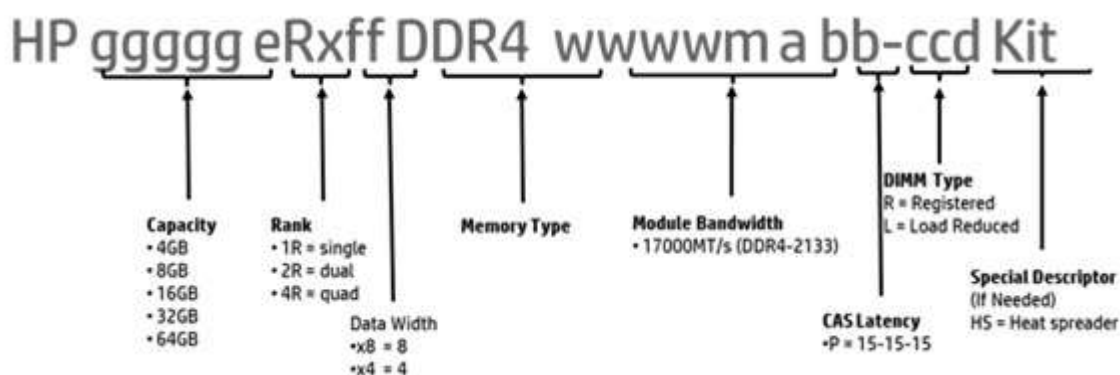 HP ggggg eRxff DDR4 wwwwm a bb-ccd Kit
Capacity
• 4GB
• 8GB
• 16GB
• 32GB
• 64GB
Rank
• 1R = single
• 2R = dual
• 4R = quad
Data Width
•x8 = 8
•x4 = 4
Memory Type
Module Bandwidth
• 17000MT/s (DDR4-2133)
CAS Latency
•P = 15-15-15
DIMM Type
R = Registered
L = Load Reduced
Special Descriptor
(If Needed)
HS = Heat spreader